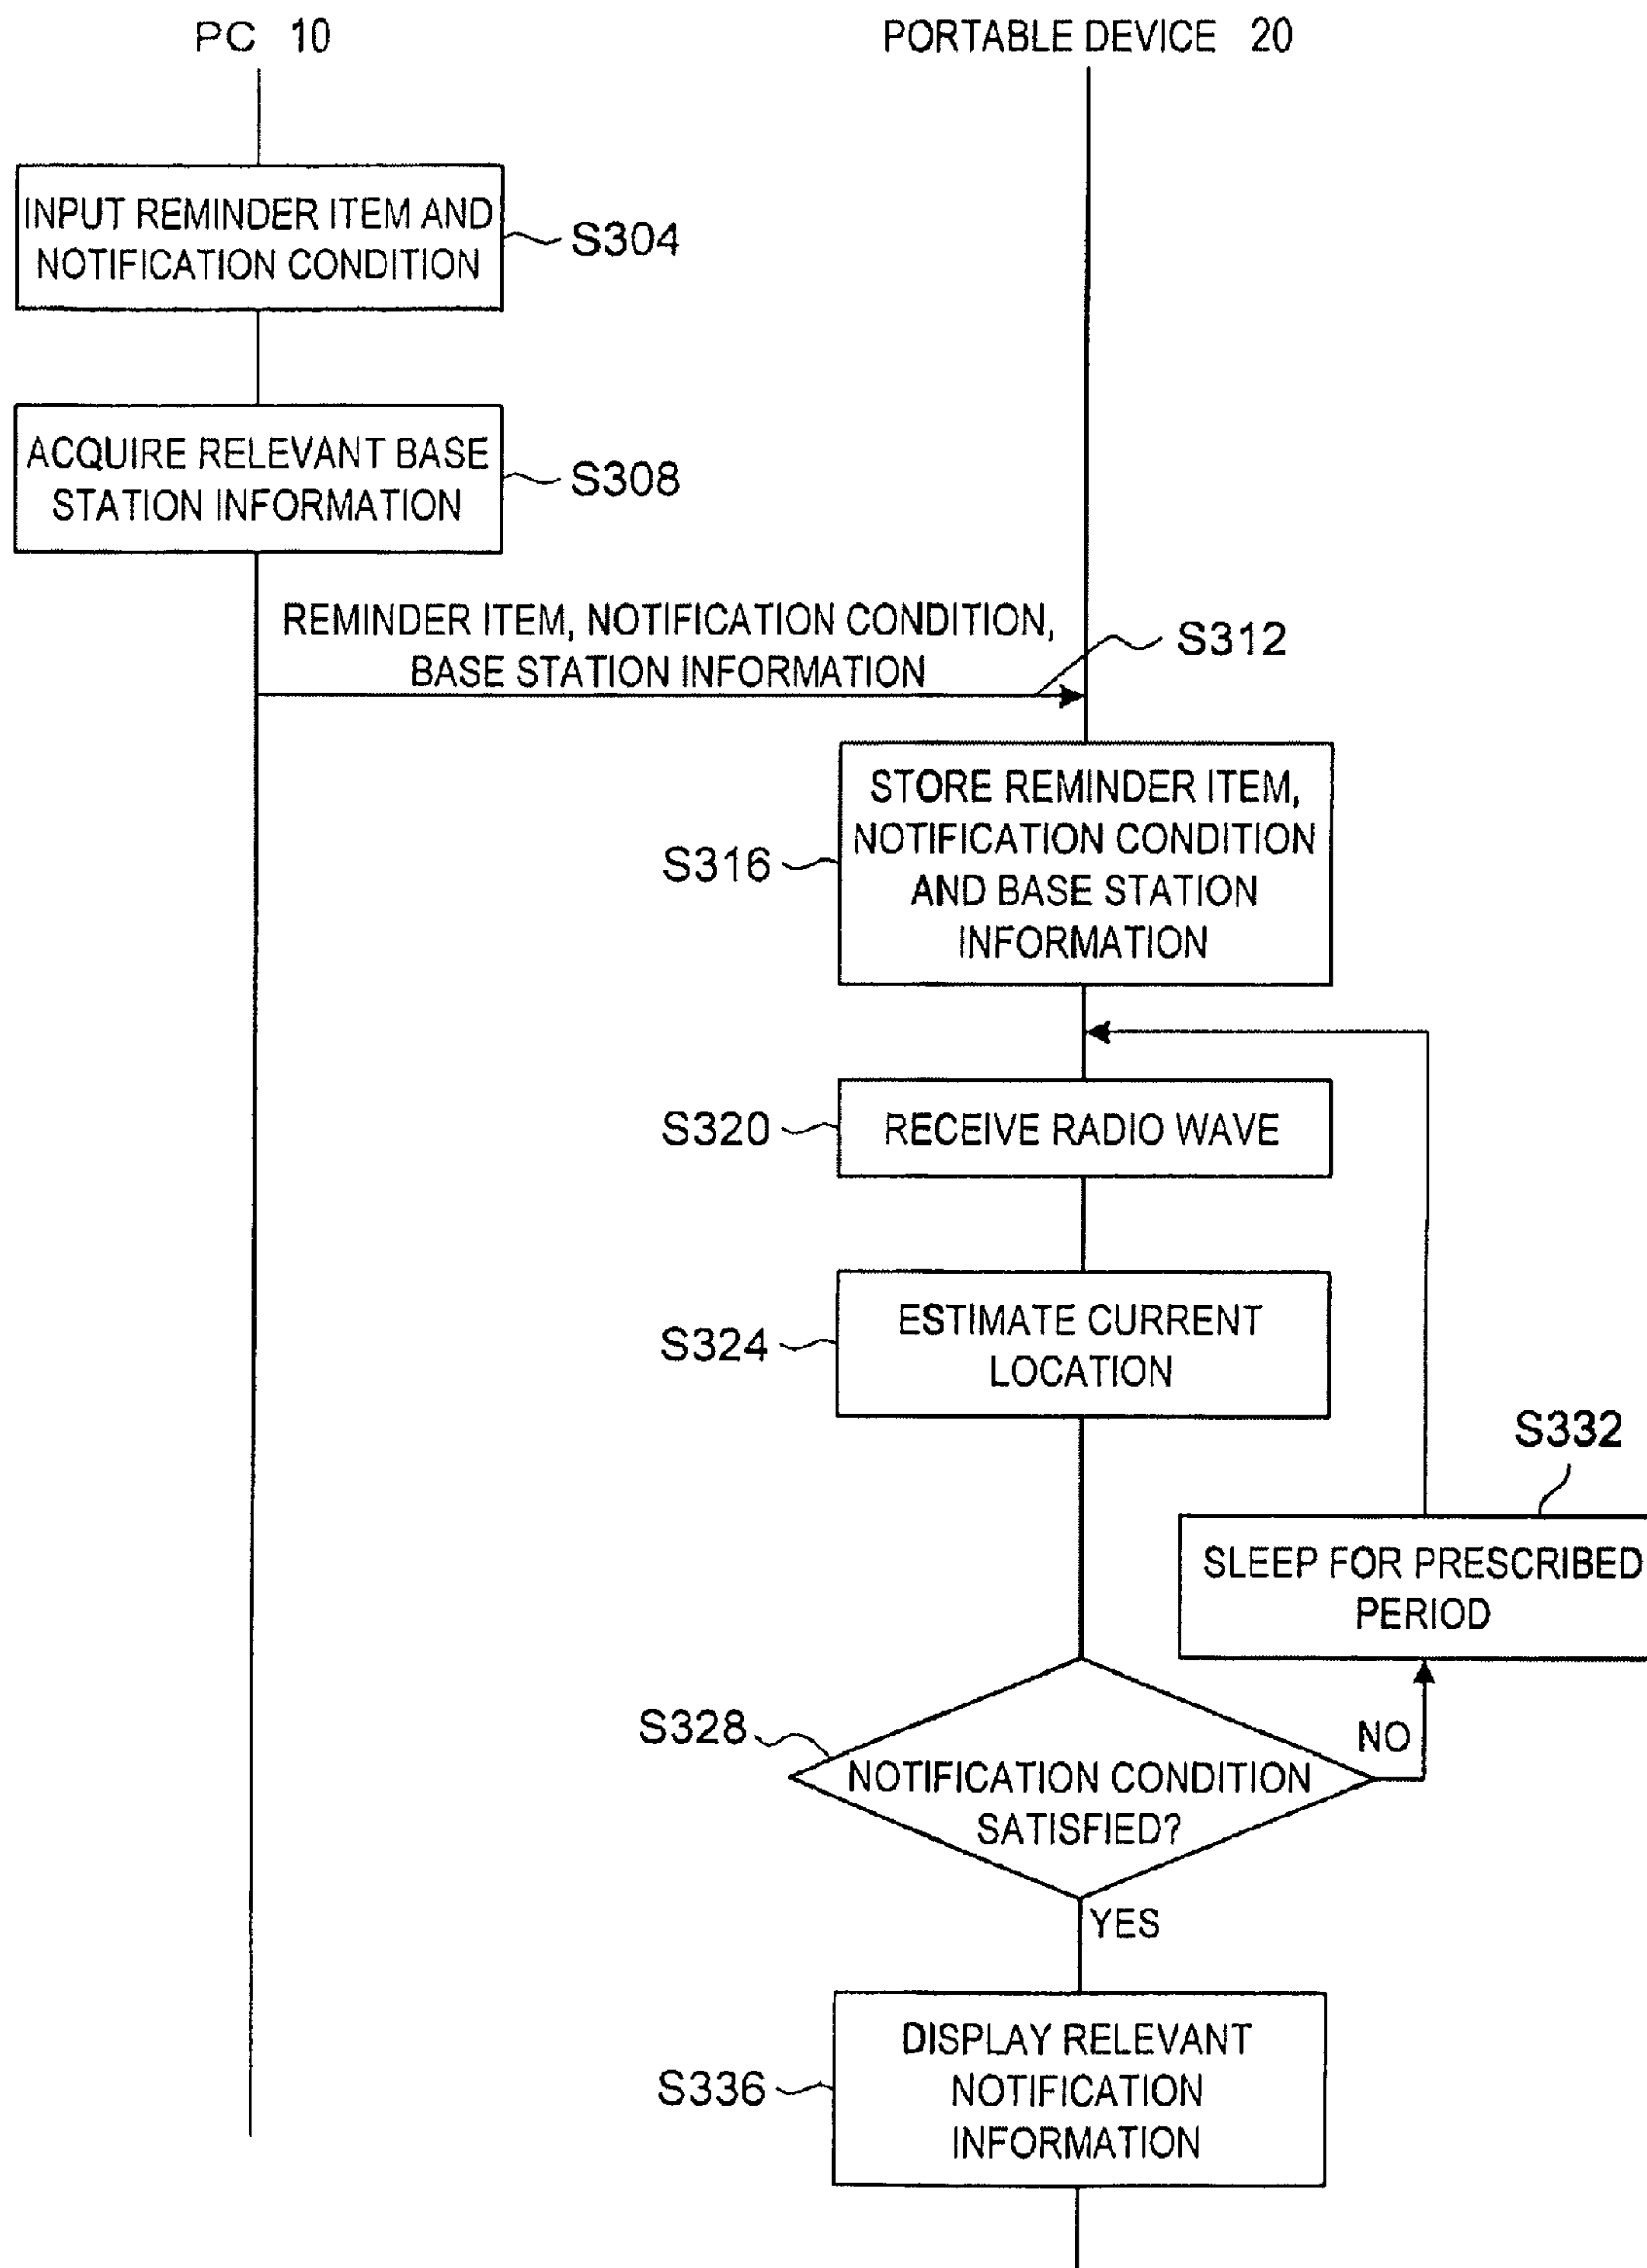 PC 10
PORTABLE DEVICE 20
INPUT REMINDER ITEM AND
NOTIFICATION CONDITION
S304
ACQUIRE RELEVANT BASE
STATION INFORMATION
S308
REMINDER ITEM, NOTIFICATION CONDITION,
BASE STATION INFORMATION
S312
STORE REMINDER ITEM,
NOTIFICATION CONDITION
AND BASE STATION
INFORMATION
S316
S320
RECEIVE RADIO WAVE
S324
ESTIMATE CURRENT
LOCATION
S332
SLEEP FOR PRESCRIBED
PERIOD
S328
NO
NOTIFICATION CONDITION
SATISFIED?
YES
DISPLAY RELEVANT
NOTIFICATION
INFORMATION
S336